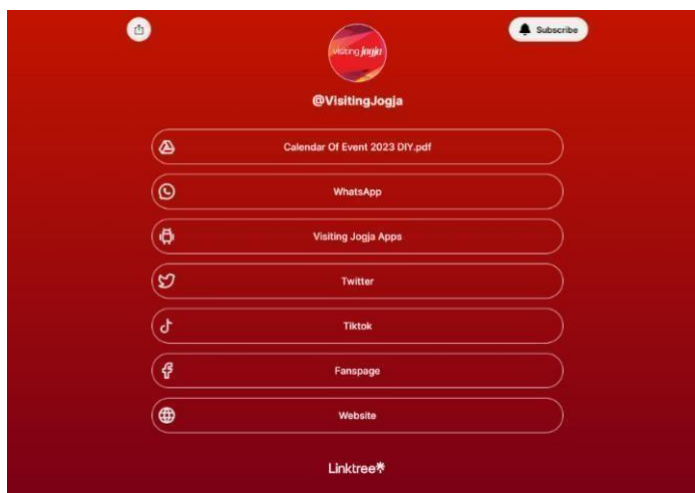 Subscribe
visiting jogja
@VisitingJogja
Calendar Of Event 2023 DIY.pdf
WhatsApp
Visiting Jogja Apps
Twitter
Tiktok
Fanspage
Website
Linktree